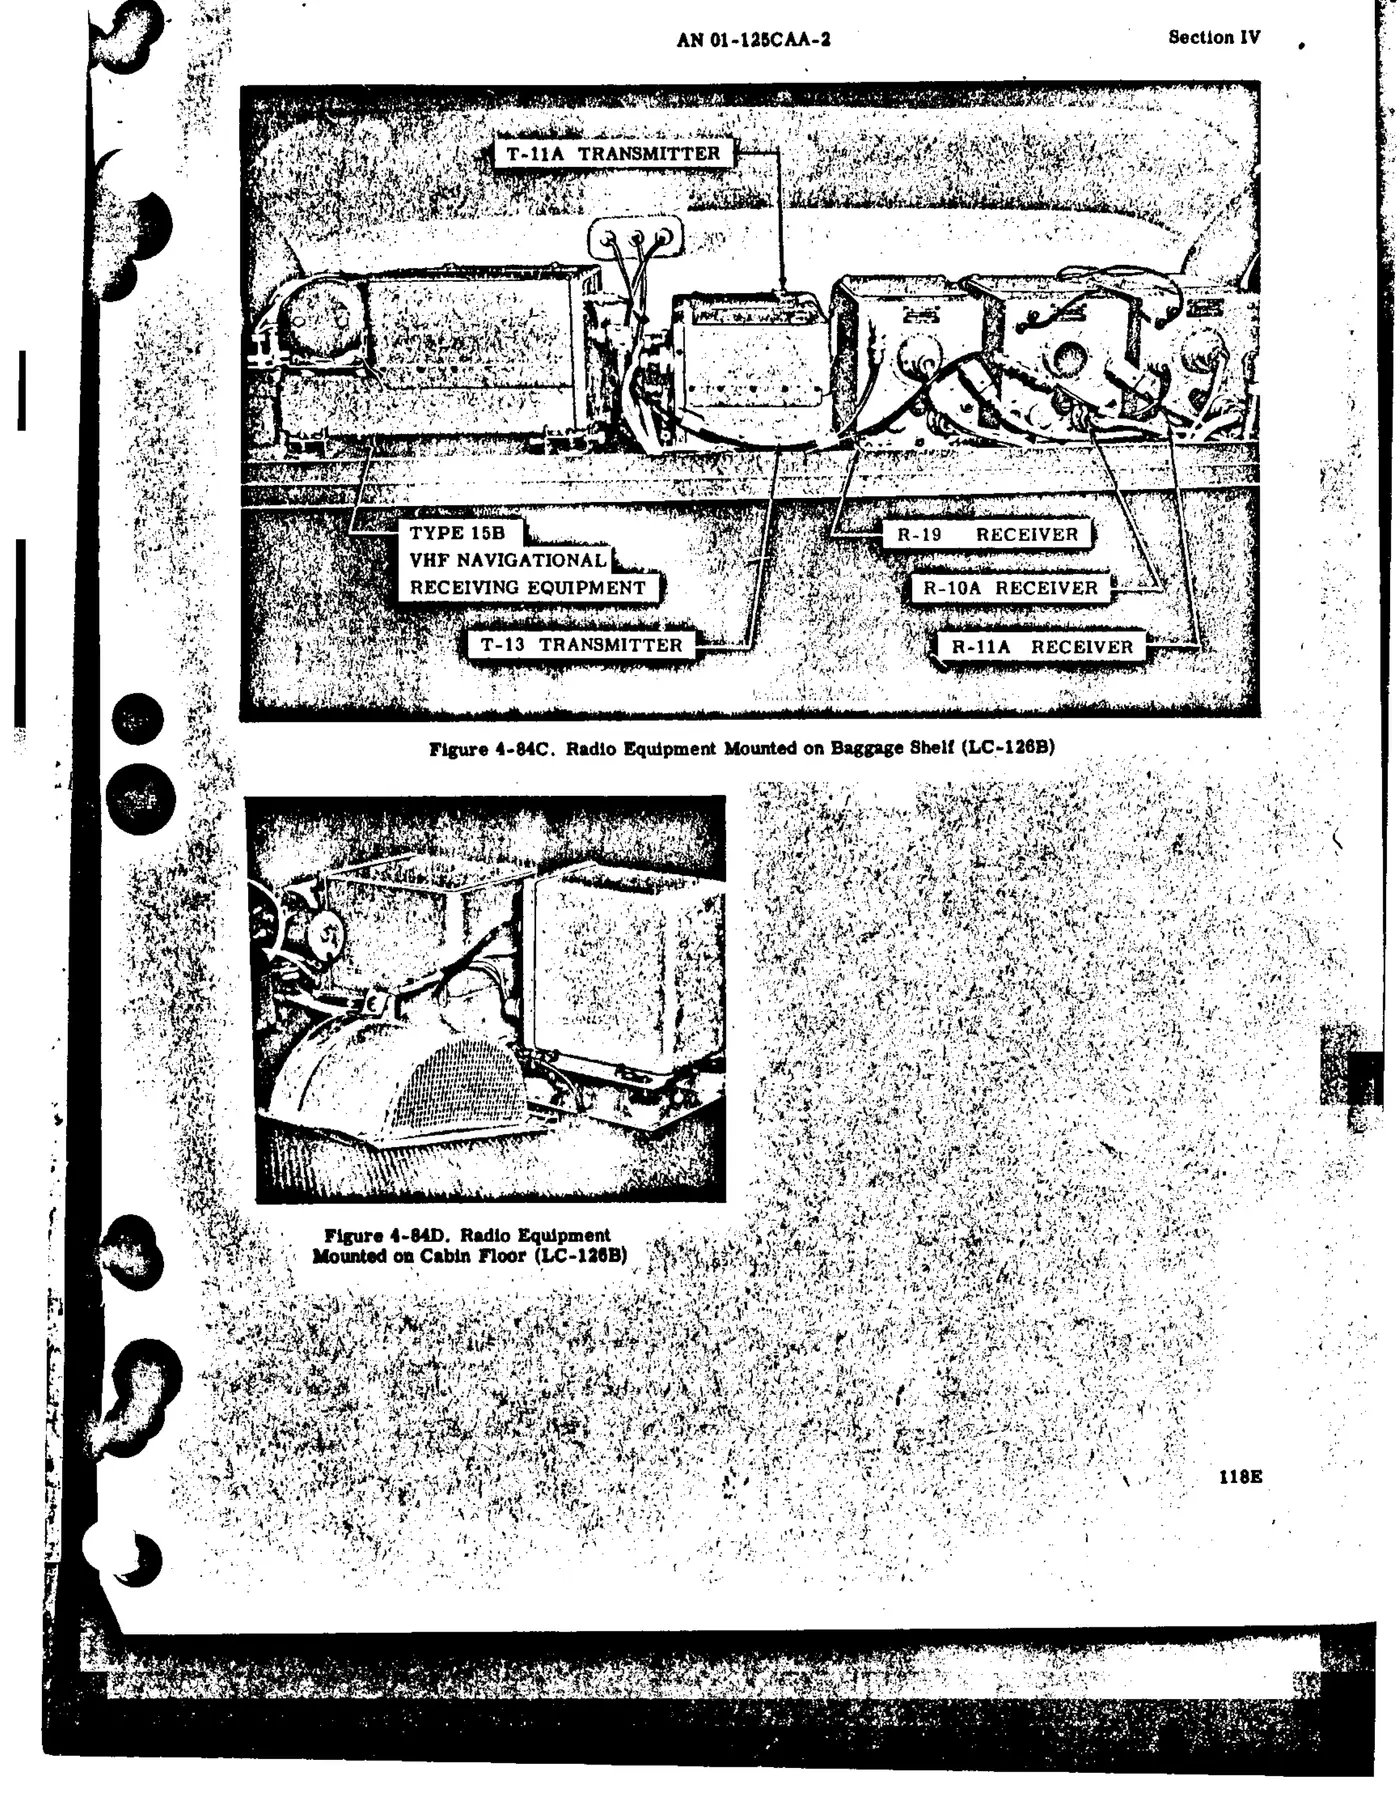 AN 01-125CAA-2
Section IV
T-11A TRANSMITTER
TYPE 15B
VHF NAVIGATIONAL
RECEIVING EQUIPMENT
T-13 TRANSMITTER
R-19 RECEIVER
R-10A RECEIVER
R-11A RECEIVER
Figure 4-84C. Radio Equipment Mounted on Baggage Shelf (LC-126B)
Figure 4-84D. Radio Equipment
Mounted on Cabin Floor (LC-126B)
118E